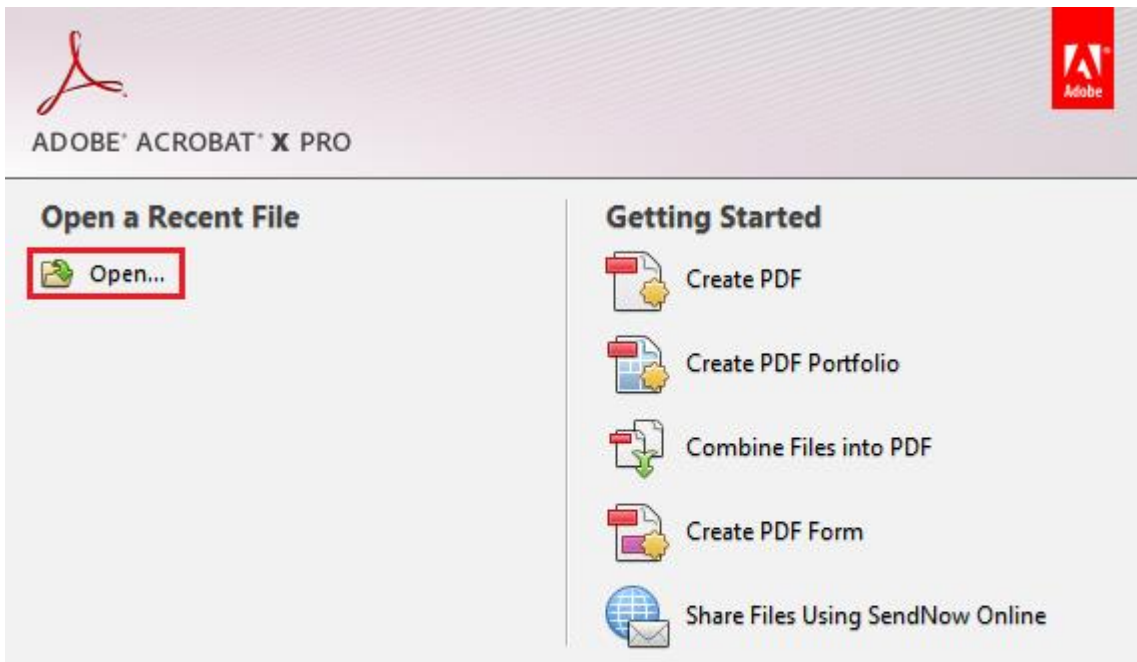 Adobe
ADOBE® ACROBAT® X PRO
Open a Recent File
Open...
Getting Started
Create PDF
Create PDF Portfolio
Combine Files into PDF
Create PDF Form
Share Files Using SendNow Online